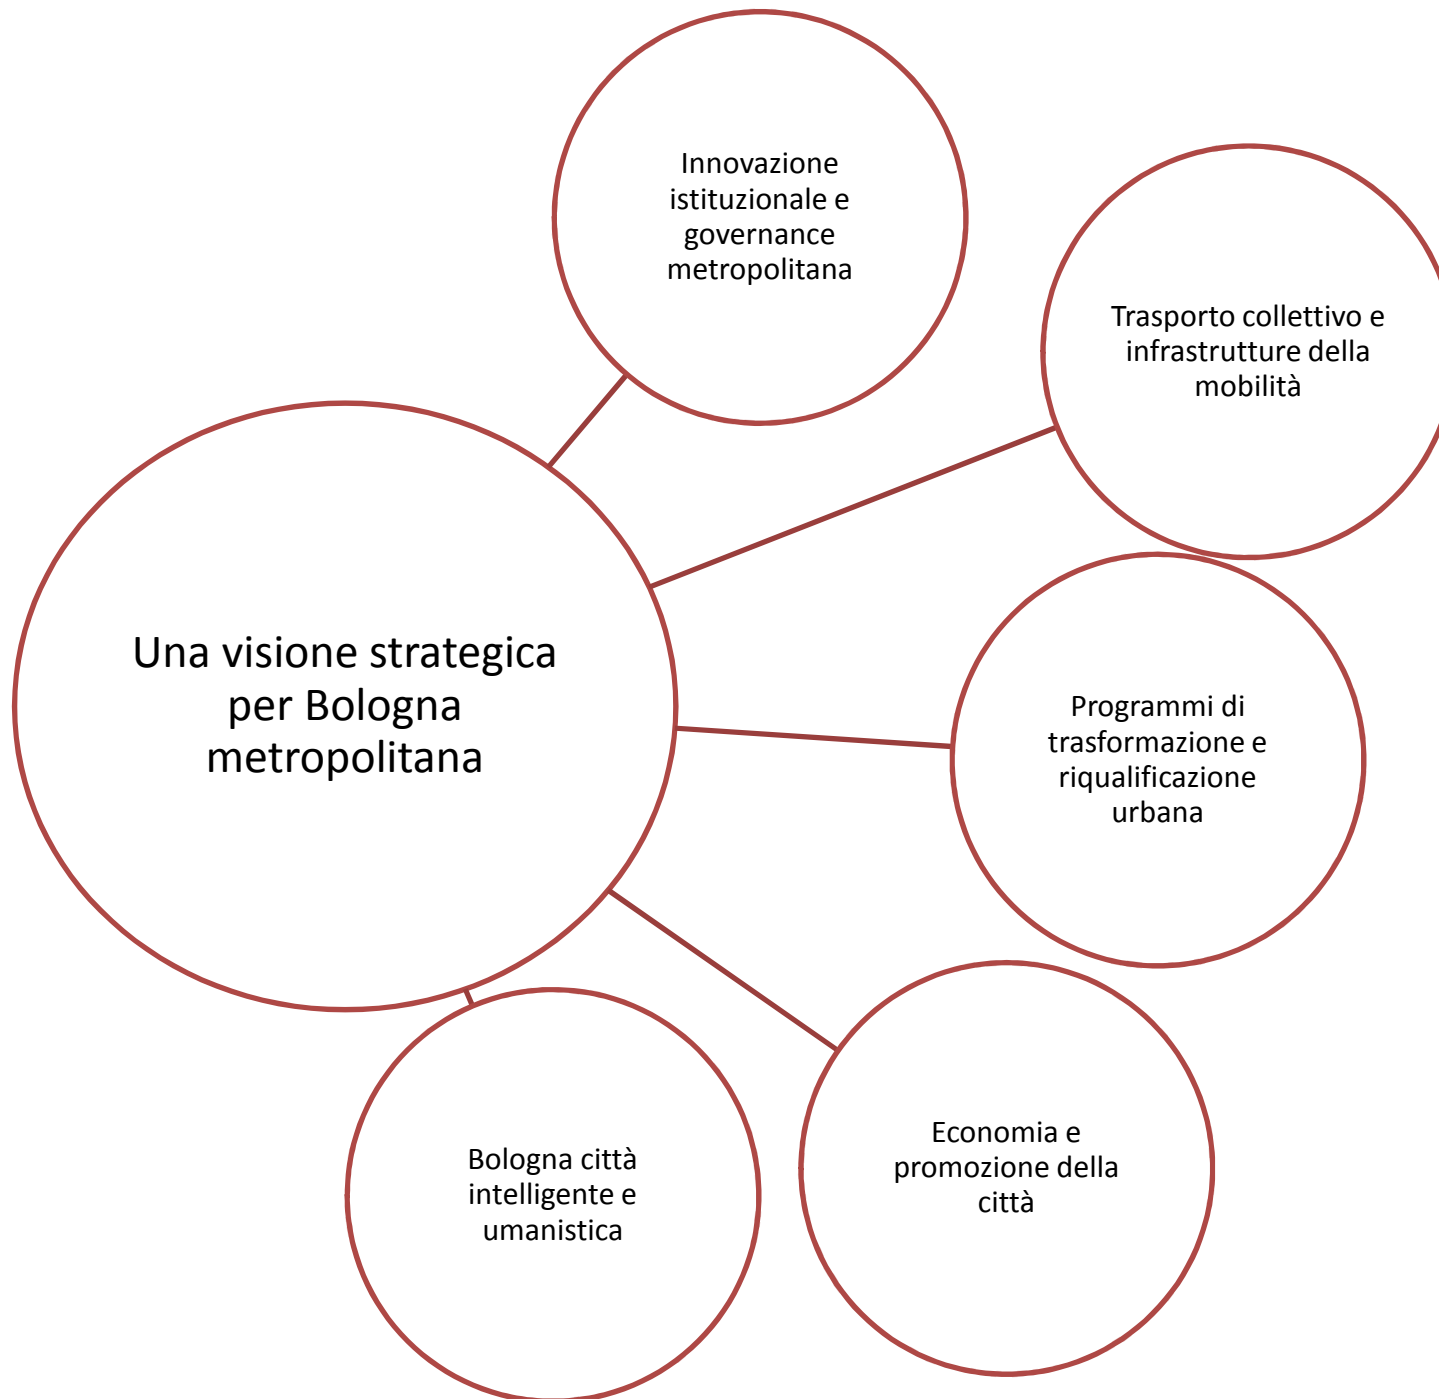 Innovazione
istituzionale e
governance
metropolitana
Trasporto collettivo e
infrastrutture della
mobilità
Una visione strategica
per Bologna
metropolitana
Programmi di
trasformazione e
riqualificazione
urbana
Economia e
promozione della
città
Bologna città
intelligente e
umanistica